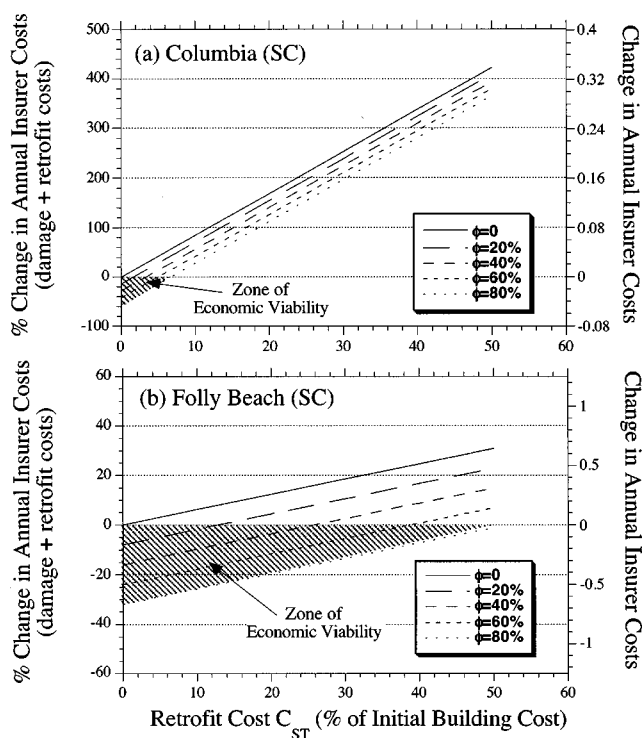 % Change in Annual Insurer Costs
(damage + retrofit costs)
500
400
300
200
100
0
-100
(a) Columbia (SC)
Zone of
Economic Viability
ϕ=0
ϕ=20%
ϕ=40%
ϕ=60%
ϕ=80%
0.4
0.32
0.24
0.16
0.08
0
-0.08
Change in Annual Insurer Costs
0 10 20 30 40 50 60
% Change in Annual Insurer Costs
(damage + retrofit costs)
60
40
20
0
-20
-40
-60
(b) Folly Beach (SC)
Zone of
Economic Viability
ϕ=0
ϕ=20%
ϕ=40%
ϕ=60%
ϕ=80%
1
0.5
0
-0.5
-1
Change in Annual Insurer Costs
0 10 20 30 40 50 60
Retrofit Cost C_ST (% of Initial Building Cost)